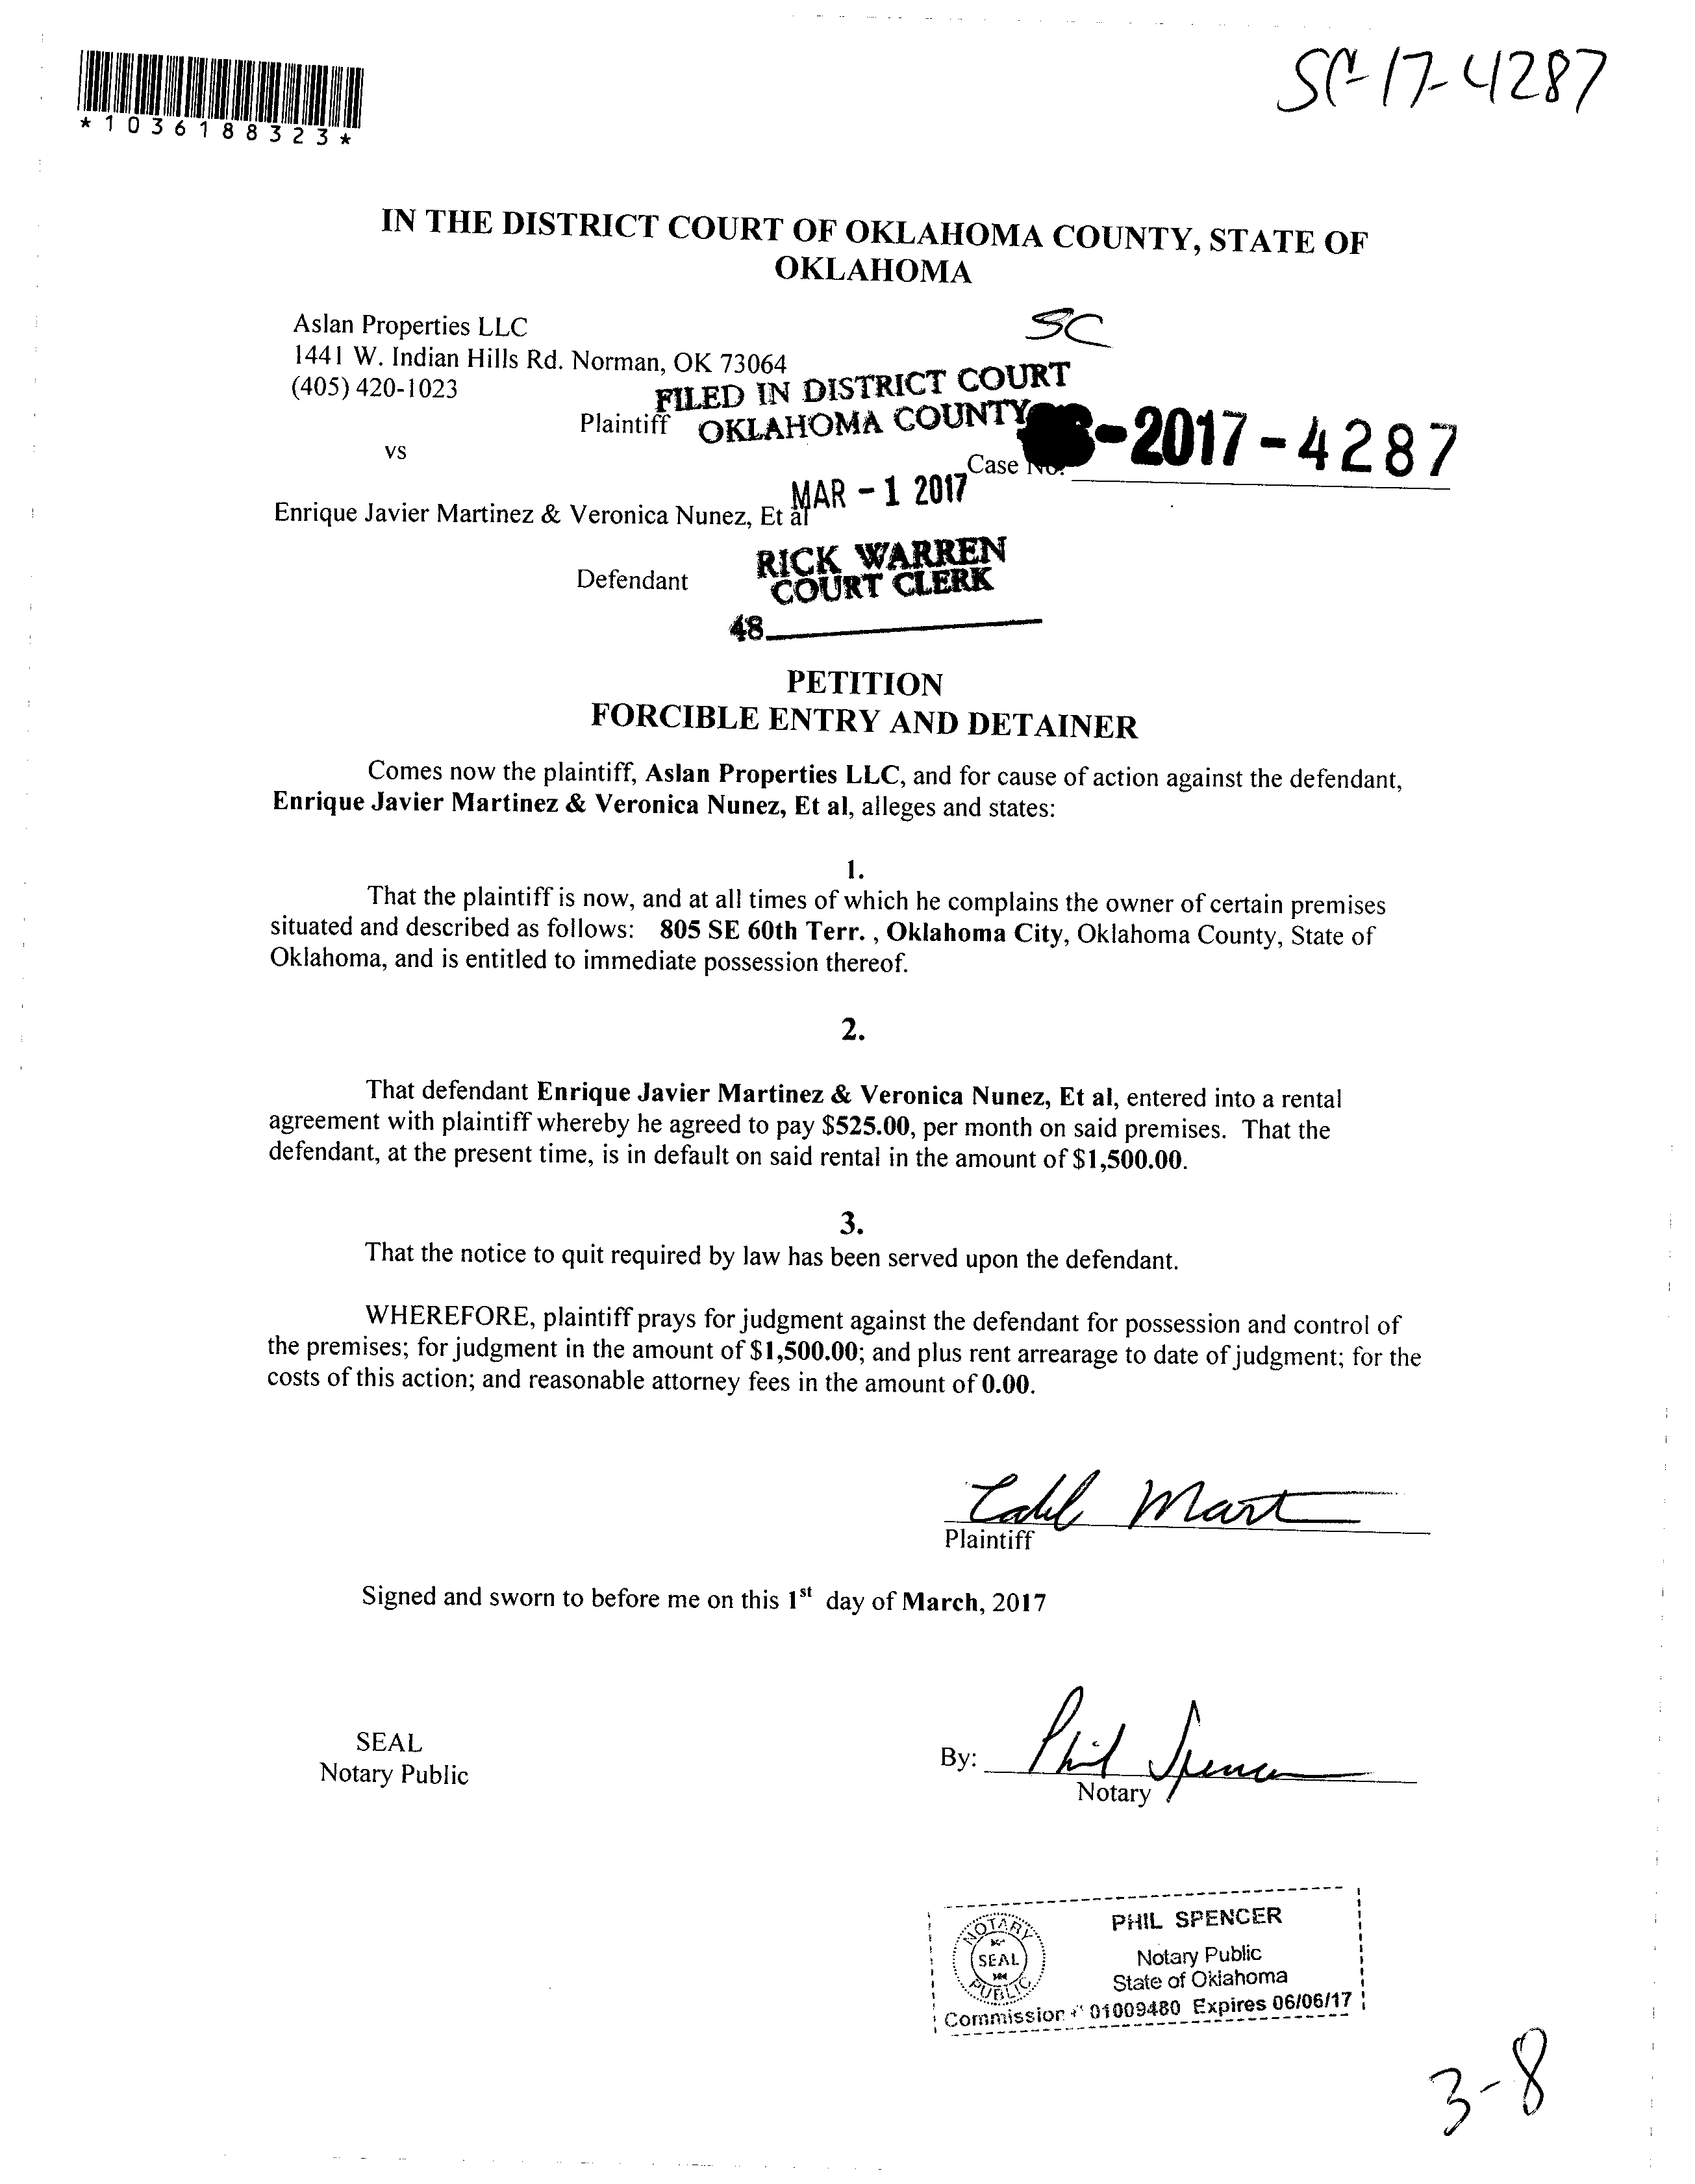 SC-17-4287
*1036188323*
IN THE DISTRICT COURT OF OKLAHOMA COUNTY, STATE OF
OKLAHOMA
Aslan Properties LLC
SC
1441 W. Indian Hills Rd. Norman, OK 73064
(405) 420-1023
FILED IN DISTRICT COURT
Plaintiff
OKLAHOMA COUNTY
-2017-4287
vs
Case No.
MAR - 1 2017
Enrique Javier Martinez & Veronica Nunez, Et al
RICK WARREN
Defendant
COURT CLERK
48
PETITION
FORCIBLE ENTRY AND DETAINER
Comes now the plaintiff, Aslan Properties LLC, and for cause of action against the defendant,
Enrique Javier Martinez & Veronica Nunez, Et al, alleges and states:
1.
That the plaintiff is now, and at all times of which he complains the owner of certain premises
situated and described as follows: 805 SE 60th Terr. , Oklahoma City, Oklahoma County, State of
Oklahoma, and is entitled to immediate possession thereof.
2.
That defendant Enrique Javier Martinez & Veronica Nunez, Et al, entered into a rental
agreement with plaintiff whereby he agreed to pay $525.00, per month on said premises. That the
defendant, at the present time, is in default on said rental in the amount of $1,500.00.
3.
That the notice to quit required by law has been served upon the defendant.
WHEREFORE, plaintiff prays for judgment against the defendant for possession and control of
the premises; for judgment in the amount of $1,500.00; and plus rent arrearage to date of judgment; for the
costs of this action; and reasonable attorney fees in the amount of 0.00.
Plaintiff
Signed and sworn to before me on this 1st day of March, 2017
SEAL
Notary Public
By: Phil Spencer
Notary
NOTARY
SEAL
PUBLIC
PHIL SPENCER
Notary Public
State of Oklahoma
Commission # 01009480 Expires 06/06/17
3-8